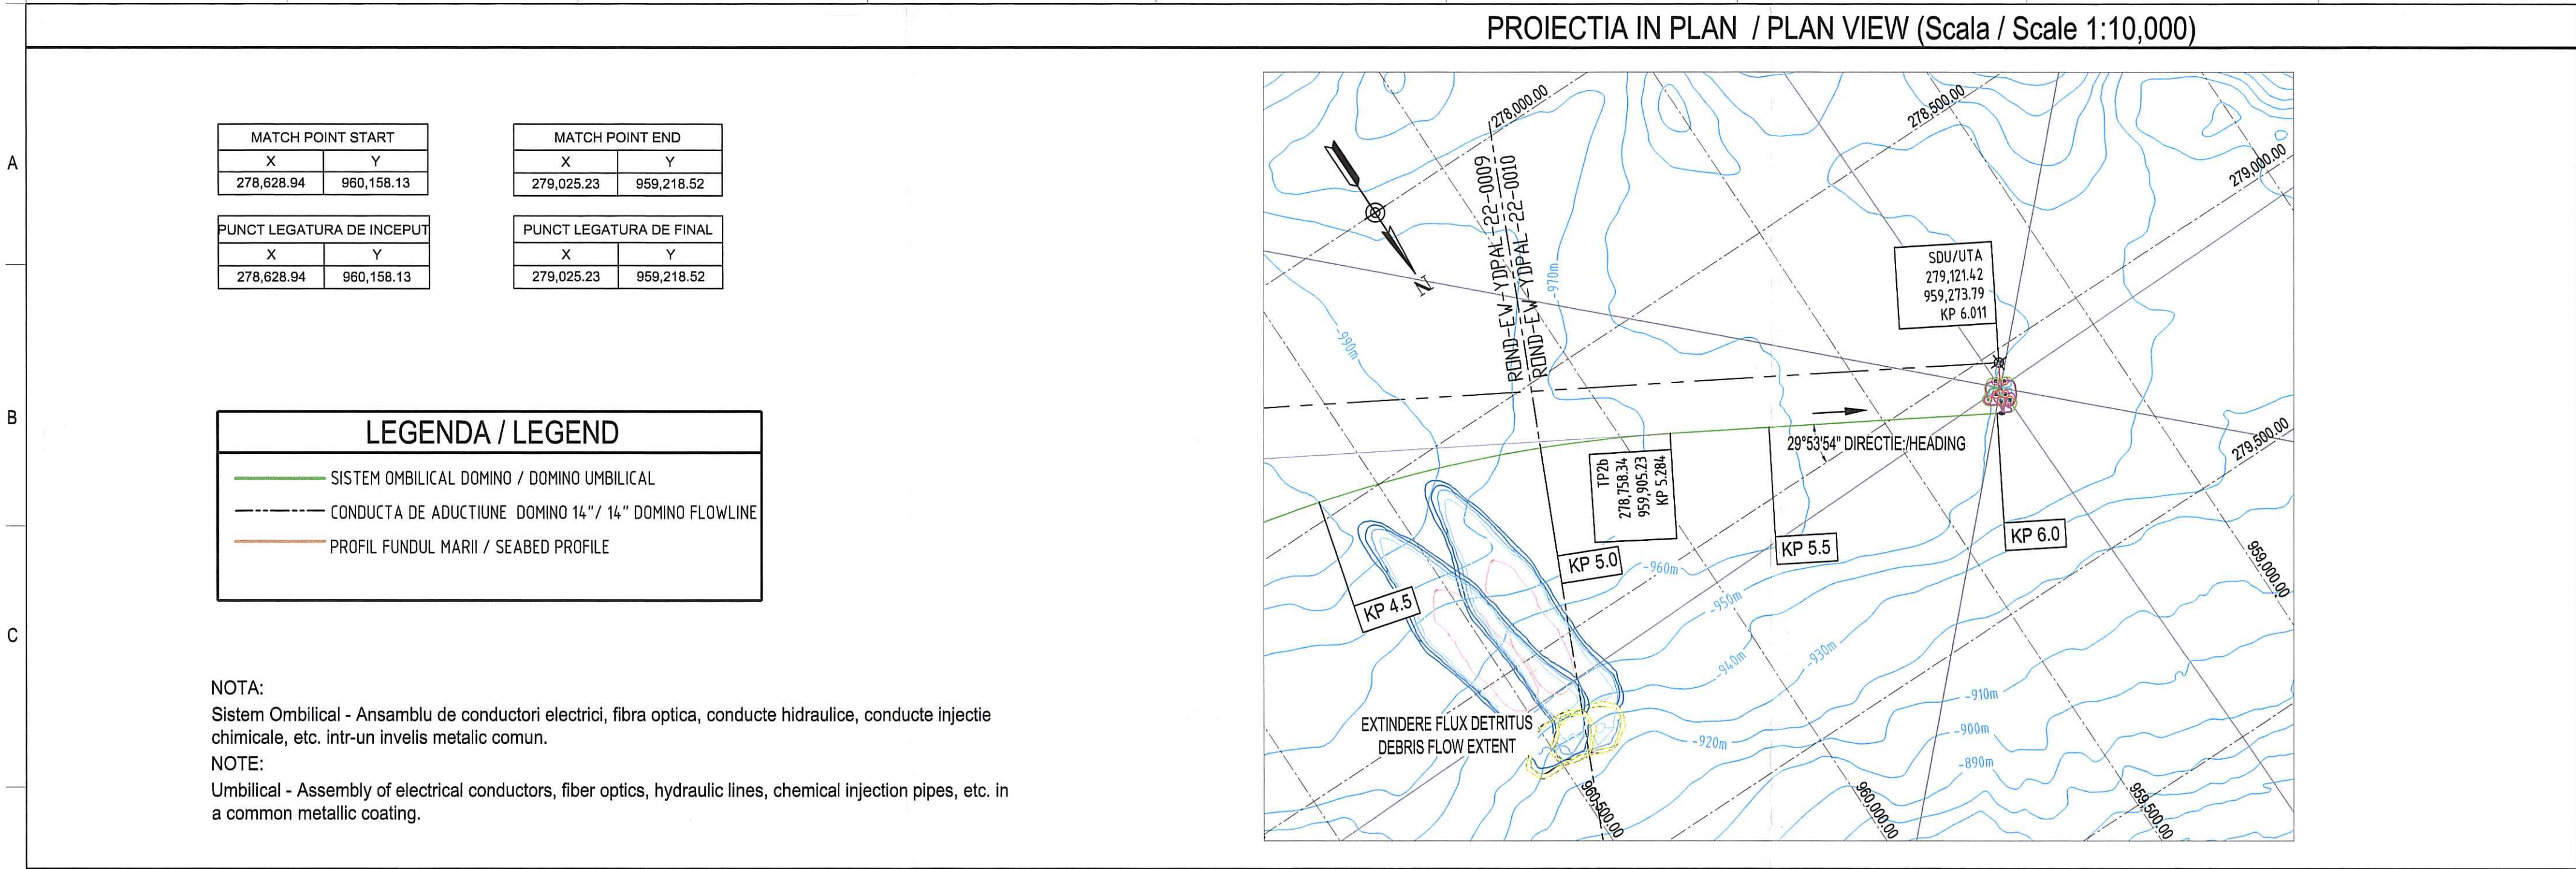 PROIECTIA IN PLAN / PLAN VIEW (Scala / Scale 1:10,000)
A
B
C
MATCH POINT START
X Y
278,628.94 960,158.13
MATCH POINT END
X Y
279,025.23 959,218.52
PUNCT LEGATURA DE INCEPUT
X Y
278,628.94 960,158.13
PUNCT LEGATURA DE FINAL
X Y
279,025.23 959,218.52
LEGENDA / LEGEND
SISTEM OMBILICAL DOMINO / DOMINO UMBILICAL
CONDUCTA DE ADUCTIUNE DOMINO 14"/ 14" DOMINO FLOWLINE
PROFIL FUNDUL MARII / SEABED PROFILE
NOTA:
Sistem Ombilical - Ansamblu de conductori electrici, fibra optica, conducte hidraulice, conducte injectie
chimicale, etc. intr-un invelis metalic comun.
NOTE:
Umbilical - Assembly of electrical conductors, fiber optics, hydraulic lines, chemical injection pipes, etc. in
a common metallic coating.
278,000.00
278,500.00
279,000.00
279,500.00
N
ROND-EW-YDPAL-22-0009
ROND-EW-YDPAL-22-0010
-970m
-990m
SDU/UTA
279,121.42
959,273.79
KP 6.011
29°53'54" DIRECTIE:/HEADING
TP2b
278,758.34
959,905.23
KP 5.284
KP 4.5
KP 5.0
KP 5.5
KP 6.0
-960m
-950m
-940m
-930m
-920m
-910m
-900m
-890m
EXTINDERE FLUX DETRITUS
DEBRIS FLOW EXTENT
960,500.00
960,000.00
959,500.00
959,000.00